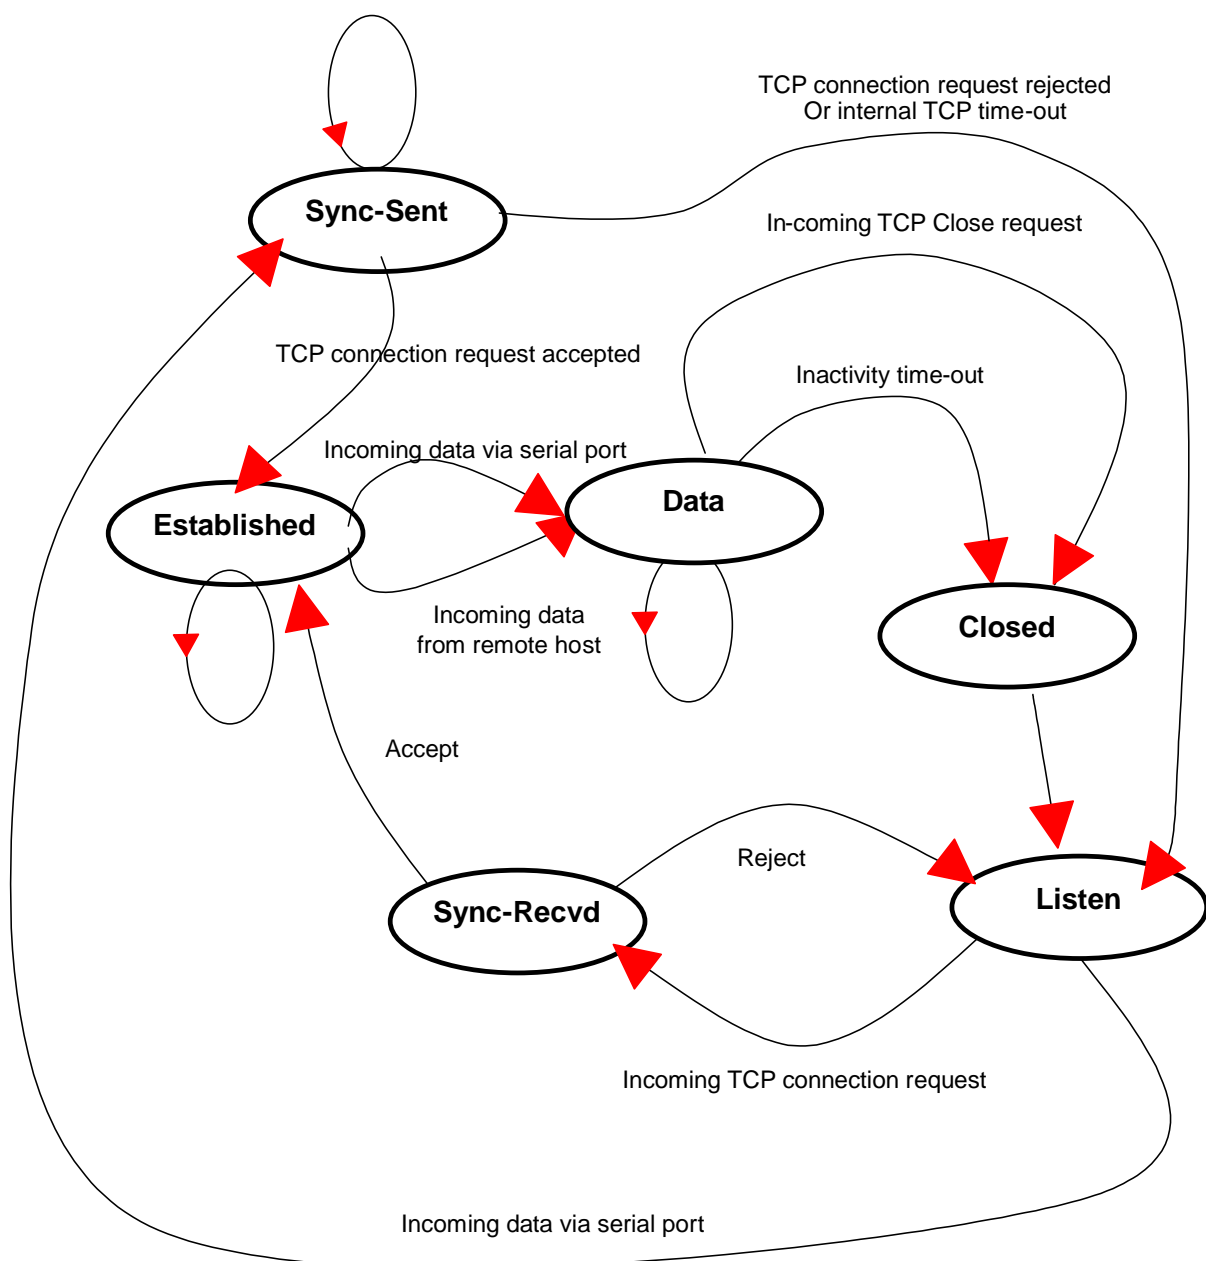 TCP connection request rejected
Or internal TCP time-out
Sync-Sent
In-coming TCP Close request
TCP connection request accepted
Inactivity time-out
Incoming data via serial port
Data
Established
Incoming data
from remote host
Closed
Accept
Reject
Sync-Recvd
Listen
Incoming TCP connection request
Incoming data via serial port